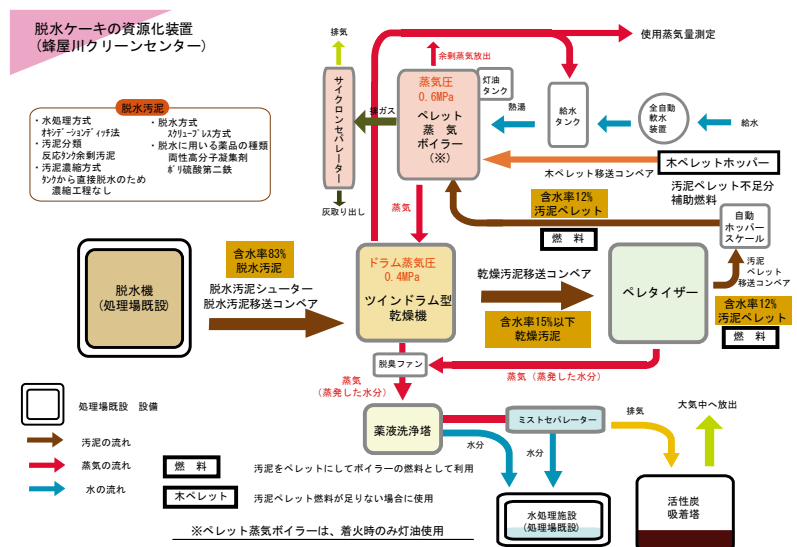 脱水ケーキの資源化装置
(蜂屋川クリーンセンター)
脱水汚泥
・水処理方式
ｵｷｼﾃﾞｰｼｮﾝﾃﾞｨｯﾁ法
・汚泥分類
反応ﾀﾝｸ余剰汚泥
・汚泥濃縮方式
ﾀﾝｸから直接脱水のため
濃縮工程なし
・脱水方式
ｽｸﾘｭｰﾌﾟﾚｽ方式
・脱水に用いる薬品の種類
両性高分子凝集剤
ﾎﾟﾘ硫酸第二鉄
排気
サイクロンセパレーター
灰取り出し
排ガス
余剰蒸気放出
蒸気圧
0.6MPa
ペレット
蒸気
ボイラー
(※)
灯油
タンク
熱湯
給水
タンク
全自動
軟水
装置
給水
使用蒸気量測定
木ペレットホッパー
木ペレット移送コンベア
汚泥ペレット不足分
補助燃料
含水率12%
汚泥ペレット
燃　料
自動
ホッパー
スケール
汚泥
ペレット
移送コンベア
含水率12%
汚泥ペレット
燃　料
蒸気
脱水機
(処理場既設)
含水率83%
脱水汚泥
脱水汚泥シューター
脱水汚泥移送コンベア
ドラム蒸気圧
0.4MPa
ツインドラム型
乾燥機
乾燥汚泥移送コンベア
含水率15%以下
乾燥汚泥
ペレタイザー
脱臭ファン
蒸気
(蒸発した水分)
蒸気（蒸発した水分）
薬液洗浄塔
ミストセパレーター
水分
水分
排気
大気中へ放出
水処理施設
(処理場既設)
活性炭
吸着塔
処理場既設　設備
汚泥の流れ
蒸気の流れ
水の流れ
燃　料
汚泥をペレットにしてボイラーの燃料として利用
木ペレット
汚泥ペレット燃料が足りない場合に使用
※ペレット蒸気ボイラーは、着火時のみ灯油使用